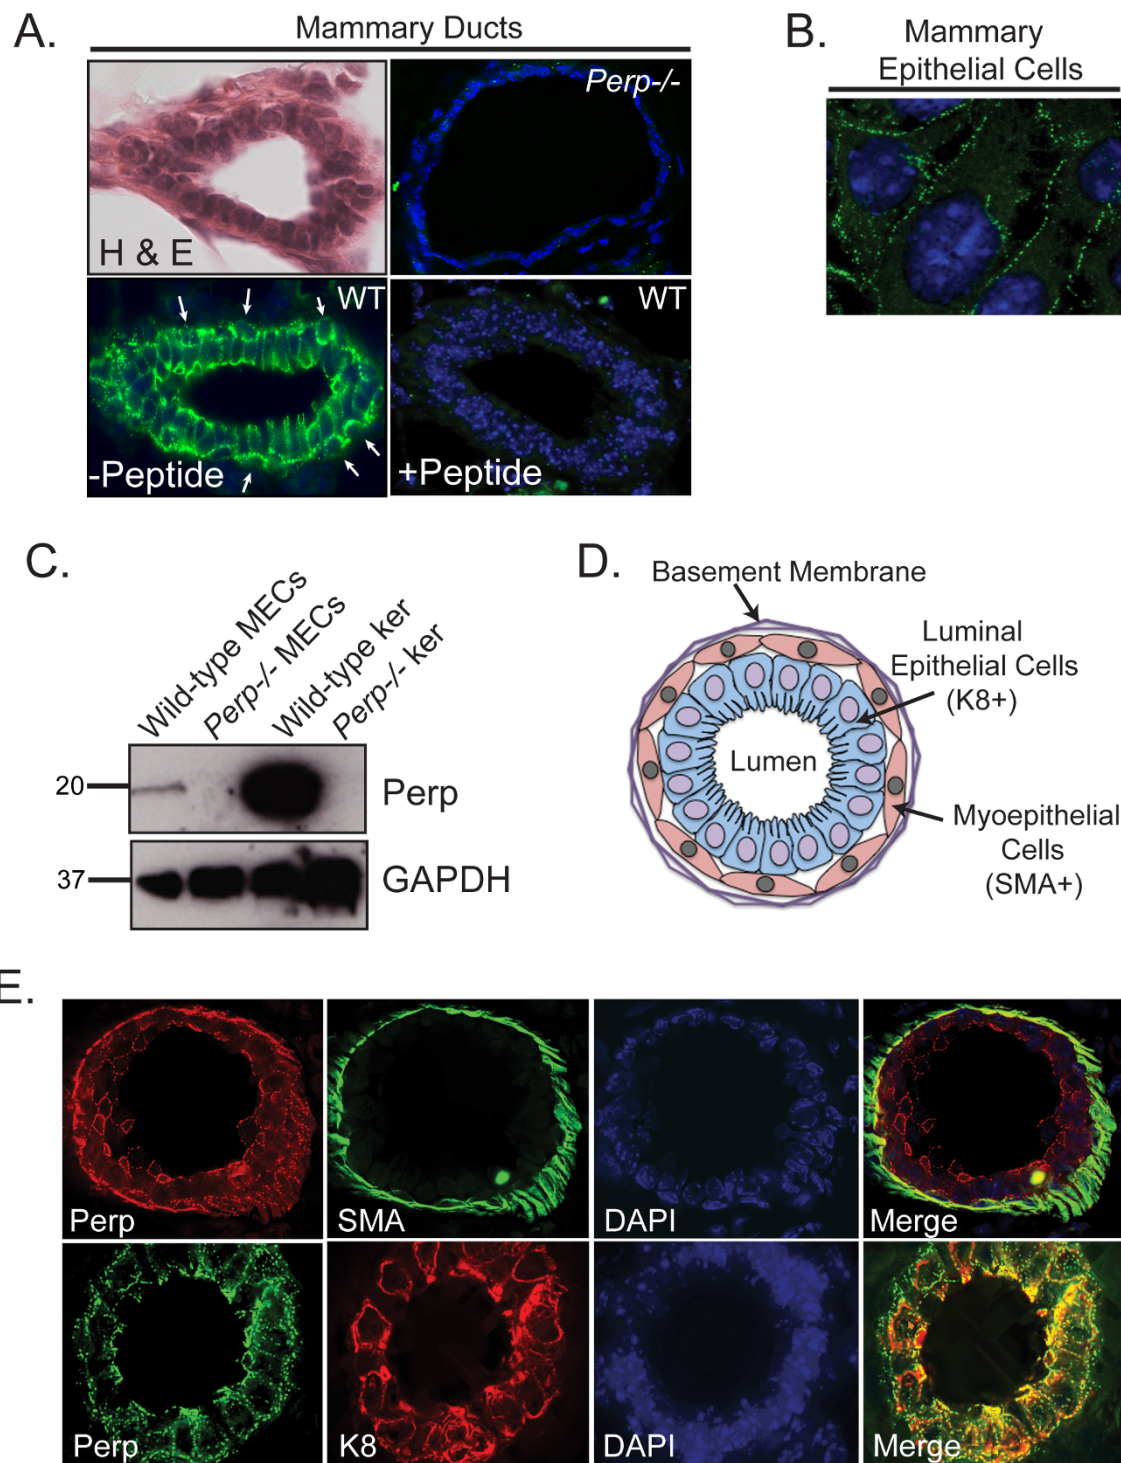 A.
Mammary Ducts
H & E
Perp-/-
WT
-Peptide
WT
+Peptide
B.
Mammary
Epithelial Cells
C.
Wild-type MECs
Perp-/- MECs
Wild-type ker
Perp-/- ker
20
Perp
37
GAPDH
D.
Basement Membrane
Luminal
Epithelial Cells
(K8+)
Lumen
Myoepithelial
Cells
(SMA+)
E.
Perp
SMA
DAPI
Merge
Perp
K8
DAPI
Merge